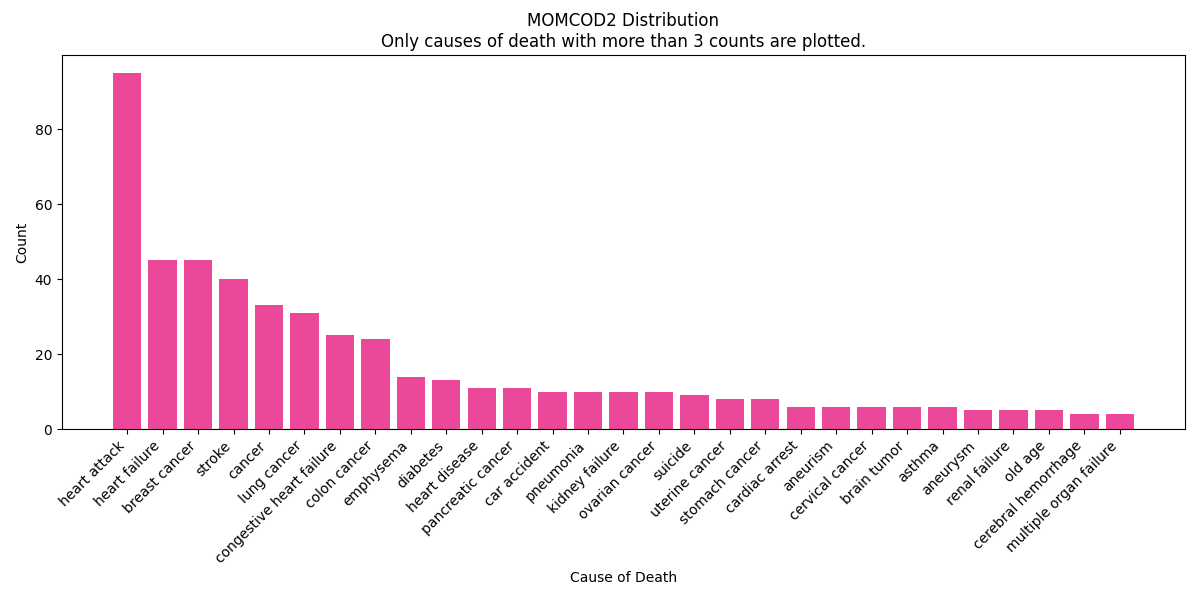 MOMCOD2 Distribution
Only causes of death with more than 3 counts are plotted.
Count
80
60
40
20
0
heart attack
heart failure
breast cancer
stroke
cancer
lung cancer
congestive heart failure
colon cancer
emphysema
diabetes
heart disease
pancreatic cancer
car accident
pneumonia
kidney failure
ovarian cancer
suicide
uterine cancer
stomach cancer
cardiac arrest
aneurism
cervical cancer
brain tumor
asthma
aneurysm
renal failure
old age
cerebral hemorrhage
multiple organ failure
Cause of Death